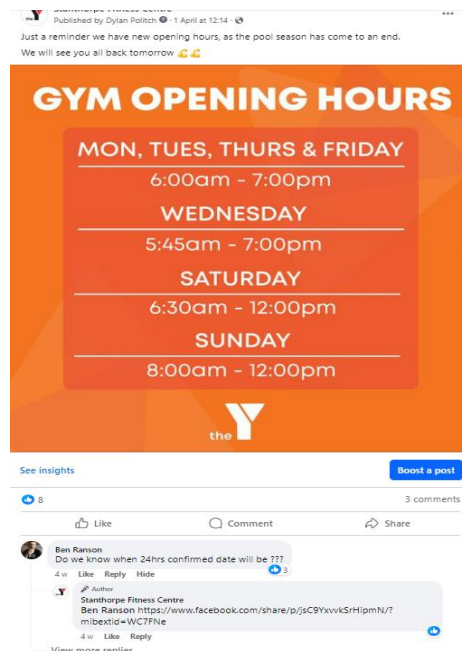 Stanthorpe Fitness Centre
Published by Dylan Politch · 1 April at 12:14 ·
Just a reminder we have new opening hours, as the pool season has come to an end.
We will see you all back tomorrow
GYM OPENING HOURS
MON, TUES, THURS & FRIDAY
6:00am - 7:00pm
WEDNESDAY
5:45am - 7:00pm
SATURDAY
6:30am - 12:00pm
SUNDAY
8:00am - 12:00pm
the Y
See insights
Boost a post
8
3 comments
Like
Comment
Share
Ben Ranson
Do we know when 24hrs confirmed date will be ???
4 w Like Reply Hide
3
Author
Stanthorpe Fitness Centre
Ben Ranson https://www.facebook.com/share/p/jsC9YxvvkSrHipmN/?
mibextid=WC7FNe
4 w Like Reply
View more replies